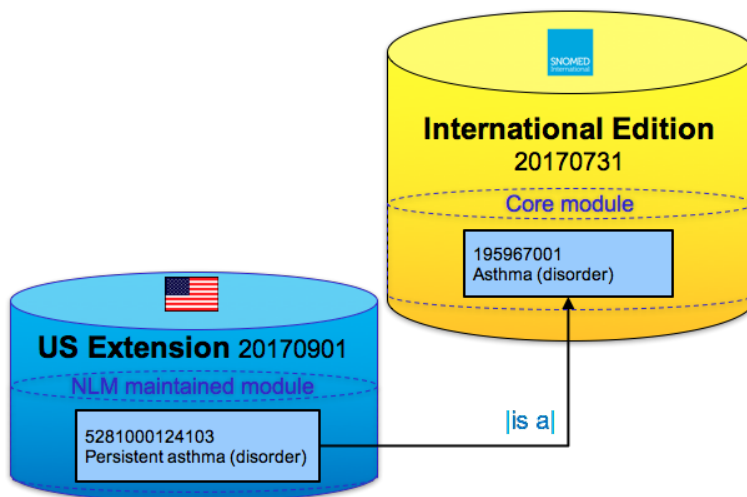 SNOMED
International
International Edition
20170731
Core module
195967001
Asthma (disorder)
US Extension 20170901
NLM maintained module
5281000124103
Persistent asthma (disorder)
|is a|